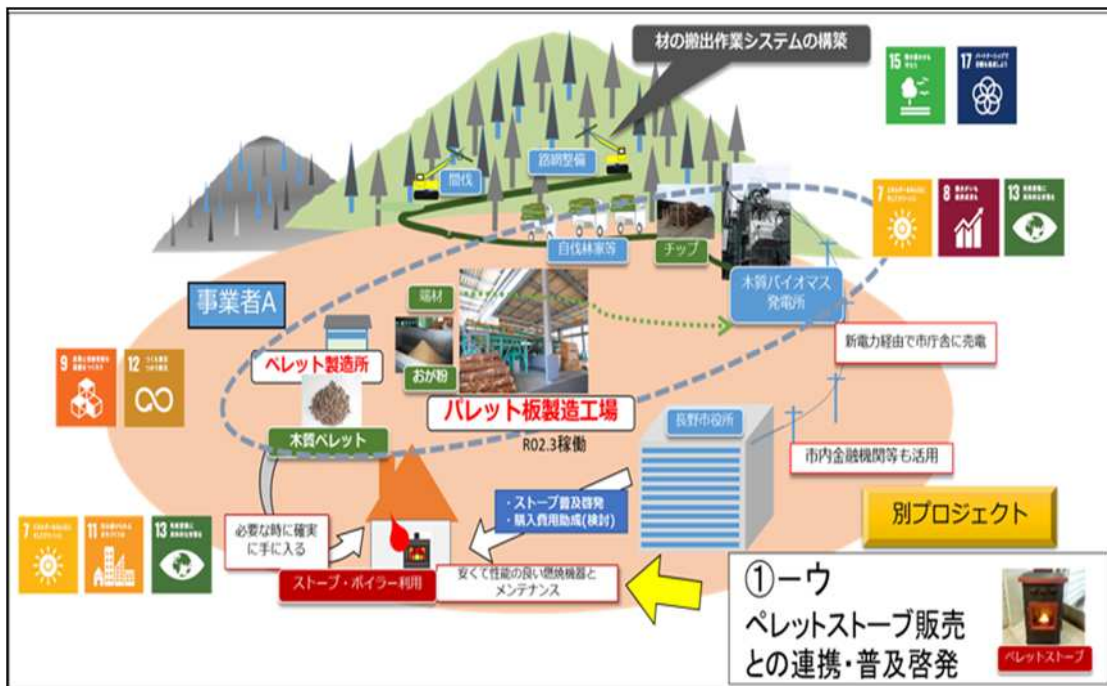 材の搬出作業システムの構築
15
17
間伐
路網整備
7
8
13
自伐林家等
チップ
木質バイオマス
発電所
事業者A
端材
新電力経由で市庁舎に売電
9
12
ペレット製造所
おが粉
パレット板製造工場
木質ペレット
R02.3稼働
長野市役所
市内金融機関等も活用
・ストーブ普及啓発
・購入費用助成(検討)
別プロジェクト
7
11
13
必要な時に確実
に手に入る
ストーブ・ボイラー利用
安くて性能の良い燃焼機器と
メンテナンス
①ーウ
ペレットストーブ販売
との連携・普及啓発
ペレットストーブ